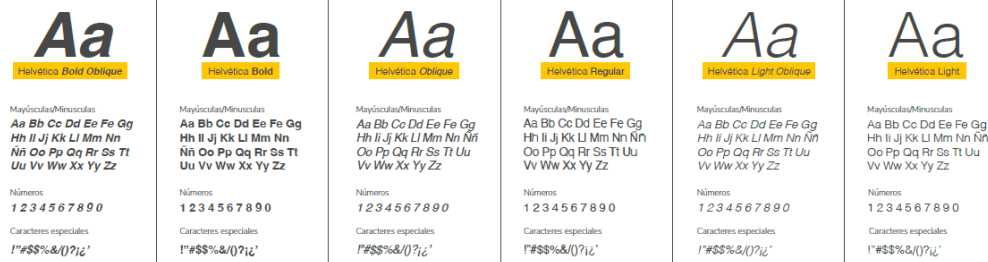 Aa
Helvética Bold Oblique
Mayúsculas/Minusculas
Aa Bb Cc Dd Ee Fe Gg
Hh Ii Jj Kk Ll Mm Nn
Ññ Oo Pp Qq Rr Ss Tt
Uu Vv Ww Xx Yy Zz
Números
1 2 3 4 5 6 7 8 9 0
Caracteres especiales
!"#$$%&/()?¡¿'
Aa
Helvética Bold
Mayúsculas/Minusculas
Aa Bb Cc Dd Ee Fe Gg
Hh Ii Jj Kk Ll Mm Nn
Ññ Oo Pp Qq Rr Ss Tt
Uu Vv Ww Xx Yy Zz
Números
1 2 3 4 5 6 7 8 9 0
Caracteres especiales
!"#$$%&/()?¡¿'
Aa
Helvética Oblique
Mayúsculas/Minusculas
Aa Bb Cc Dd Ee Fe Gg
Hh Ii Jj Kk Ll Mm Nn Ññ
Oo Pp Qq Rr Ss Tt Uu
Vv Ww Xx Yy Zz
Números
1 2 3 4 5 6 7 8 9 0
Caracteres especiales
!"#$$%&/()?¡¿'
Aa
Helvética Regular
Mayúsculas/Minusculas
Aa Bb Cc Dd Ee Fe Gg
Hh Ii Jj Kk Ll Mm Nn Ññ
Oo Pp Qq Rr Ss Tt Uu
Vv Ww Xx Yy Zz
Números
1 2 3 4 5 6 7 8 9 0
Caracteres especiales
!"#$$%&/()?¡¿'
Aa
Helvética Light Oblique
Mayúsculas/Minusculas
Aa Bb Cc Dd Ee Fe Gg
Hh Ii Jj Kk Ll Mm Nn Ññ
Oo Pp Qq Rr Ss Tt Uu
Vv Ww Xx Yy Zz
Números
1 2 3 4 5 6 7 8 9 0
Caracteres especiales
!"#$$%&/()?¡¿'
Aa
Helvética Light
Mayúsculas/Minusculas
Aa Bb Cc Dd Ee Fe Gg
Hh Ii Jj Kk Ll Mm Nn Ññ
Oo Pp Qq Rr Ss Tt Uu
Vv Ww Xx Yy Zz
Números
1 2 3 4 5 6 7 8 9 0
Caracteres especiales
!"#$$%&/()?¡¿'